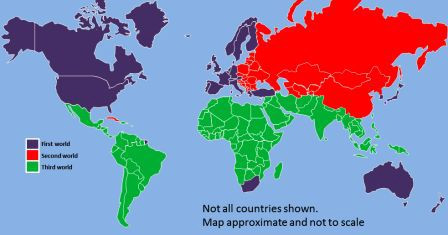 First world
Second world
Third world
Not all countries shown.
Map approximate and not to scale